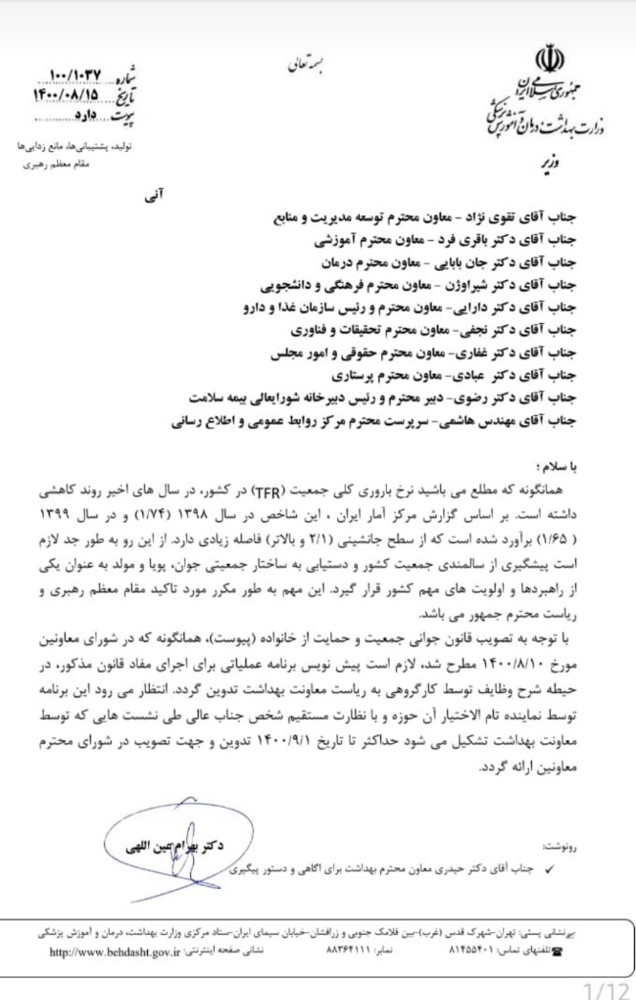 بسمه تعالی
جمهوری اسلامی ایران
وزارت بهداشت، درمان و آموزش پزشکی
وزیر
شماره ۱۰۰/۱۰۳۷
تاریخ ۱۴۰۰/۰۸/۱۵
پیوست دارد
تولید، پشتیبانی‌ها، مانع زدایی‌ها
مقام معظم رهبری
آنی
جناب آقای تقوی نژاد - معاون محترم توسعه مدیریت و منابع
جناب آقای دکتر باقری فرد - معاون محترم آموزشی
جناب آقای دکتر جان بابایی - معاون محترم درمان
جناب آقای دکتر شیراوژن - معاون محترم فرهنگی و دانشجویی
جناب آقای دکتر دارایی- معاون محترم و رئیس سازمان غذا و دارو
جناب آقای دکتر نجفی- معاون محترم تحقیقات و فناوری
جناب آقای دکتر غفاری- معاون محترم حقوقی و امور مجلس
جناب آقای دکتر عبادی- معاون محترم پرستاری
جناب آقای دکتر رضوی- دبیر محترم و رئیس دبیرخانه شورایعالی بیمه سلامت
جناب آقای مهندس هاشمی- سرپرست محترم مرکز روابط عمومی و اطلاع رسانی
با سلام ؛
همانگونه که مطلع می باشید نرخ باروری کلی جمعیت (TFR) در کشور، در سال های اخیر روند کاهشی
داشته است. بر اساس گزارش مرکز آمار ایران ، این شاخص در سال ۱۳۹۸ (۱/۷۴) و در سال ۱۳۹۹
( ۱/۶۵) برآورد شده است که از سطح جانشینی (۲/۱ و بالاتر) فاصله زیادی دارد. از این رو به طور جد لازم
است پیشگیری از سالمندی جمعیت کشور و دستیابی به ساختار جمعیتی جوان، پویا و مولد به عنوان یکی
از راهبردها و اولویت های مهم کشور قرار گیرد. این مهم به طور مکرر مورد تاکید مقام معظم رهبری و
ریاست محترم جمهور می باشد.
با توجه به تصویب قانون جوانی جمعیت و حمایت از خانواده (پیوست)، همانگونه که در شورای معاونین
مورخ ۱۴۰۰/۸/۱۰ مطرح شد، لازم است پیش نویس برنامه عملیاتی برای اجرای مفاد قانون مذکور، در
حیطه شرح وظایف توسط کارگروهی به ریاست معاونت بهداشت تدوین گردد. انتظار می رود این برنامه
توسط نماینده تام الاختیار آن حوزه و با نظارت مستقیم شخص جناب عالی طی نشست هایی که توسط
معاونت بهداشت تشکیل می شود حداکثر تا تاریخ ۱۴۰۰/۹/۱ تدوین و جهت تصویب در شورای محترم
معاونین ارائه گردد.
دکتر بهرام عین اللهی
رونوشت:
✓ جناب آقای دکتر حیدری معاون محترم بهداشت برای آگاهی و دستور پیگیری
نشانی پستی: تهران-شهرک قدس (غرب)-بین فلامک جنوبی و زرافشان-خیابان سیمای ایران-ستاد مرکزی وزارت بهداشت، درمان و آموزش پزشکی
تلفنهای تماس: ۸۱۴۵۵۴۰۱ نمابر: ۸۸۳۶۴۱۱۱ نشانی صفحه اینترنتی: http://www.behdasht.gov.ir
1/12